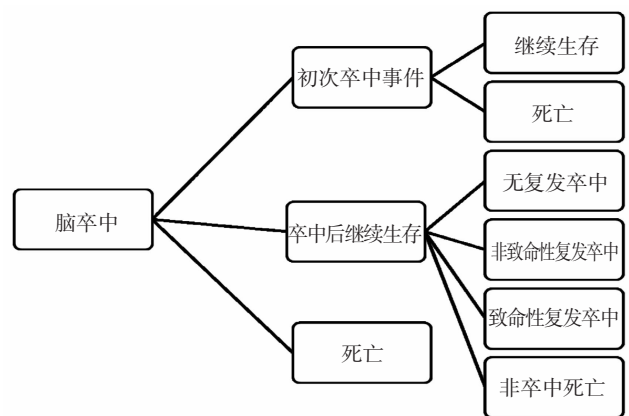 继续生存
初次卒中事件
死亡
无复发卒中
脑卒中
卒中后继续生存
非致命性复发卒中
致命性复发卒中
死亡
非卒中死亡